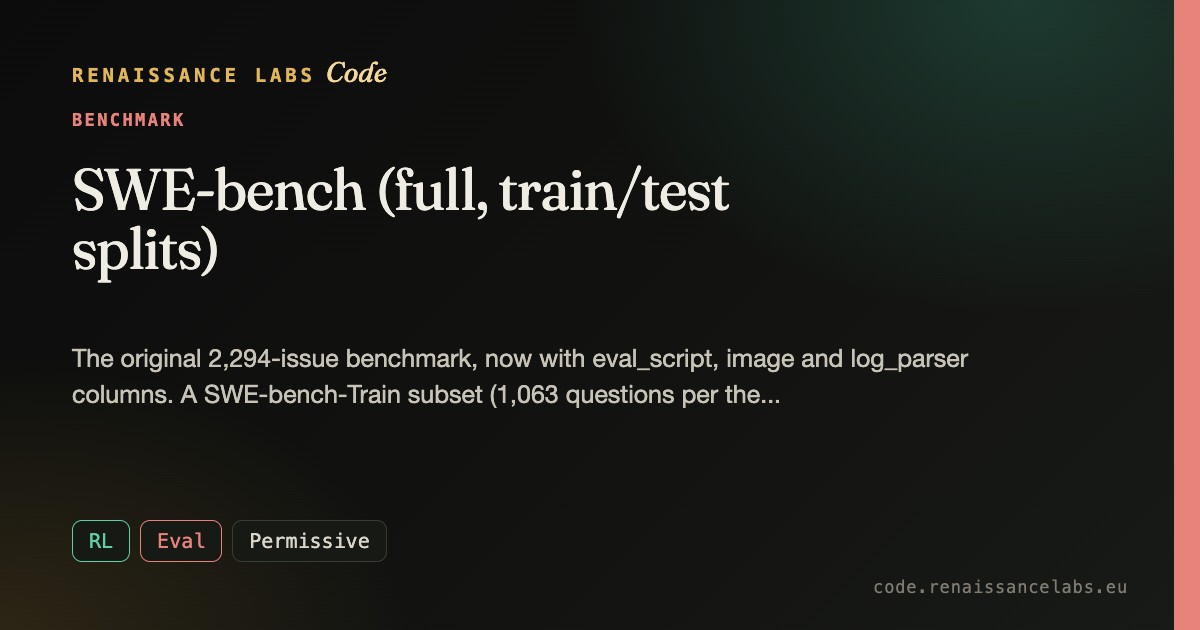 RENAISSANCE LABS Code
BENCHMARK
SWE-bench (full, train/test
splits)
The original 2,294-issue benchmark, now with eval_script, image and log_parser
columns. A SWE-bench-Train subset (1,063 questions per the...
RL Eval Permissive
code.renaissancelabs.eu